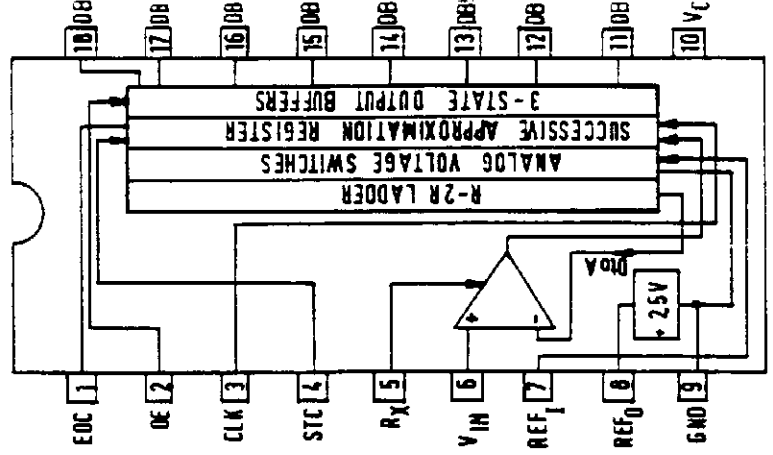 EOC 1
OE 2
CLK 3
STC 4
RX 5
VIN 6
REFI 7
REFO 8
GND 9
18 DB
17 DB
16 DB
15 DB
14 DB
13 DB
12 DB
11 DB
10 VC
3-STATE OUTPUT BUFFERS
SUCCESSIVE APPROXIMATION REGISTER
ANALOG VOLTAGE SWITCHES
R-2R LADDER
+
-
DtoA
+ 2.5V